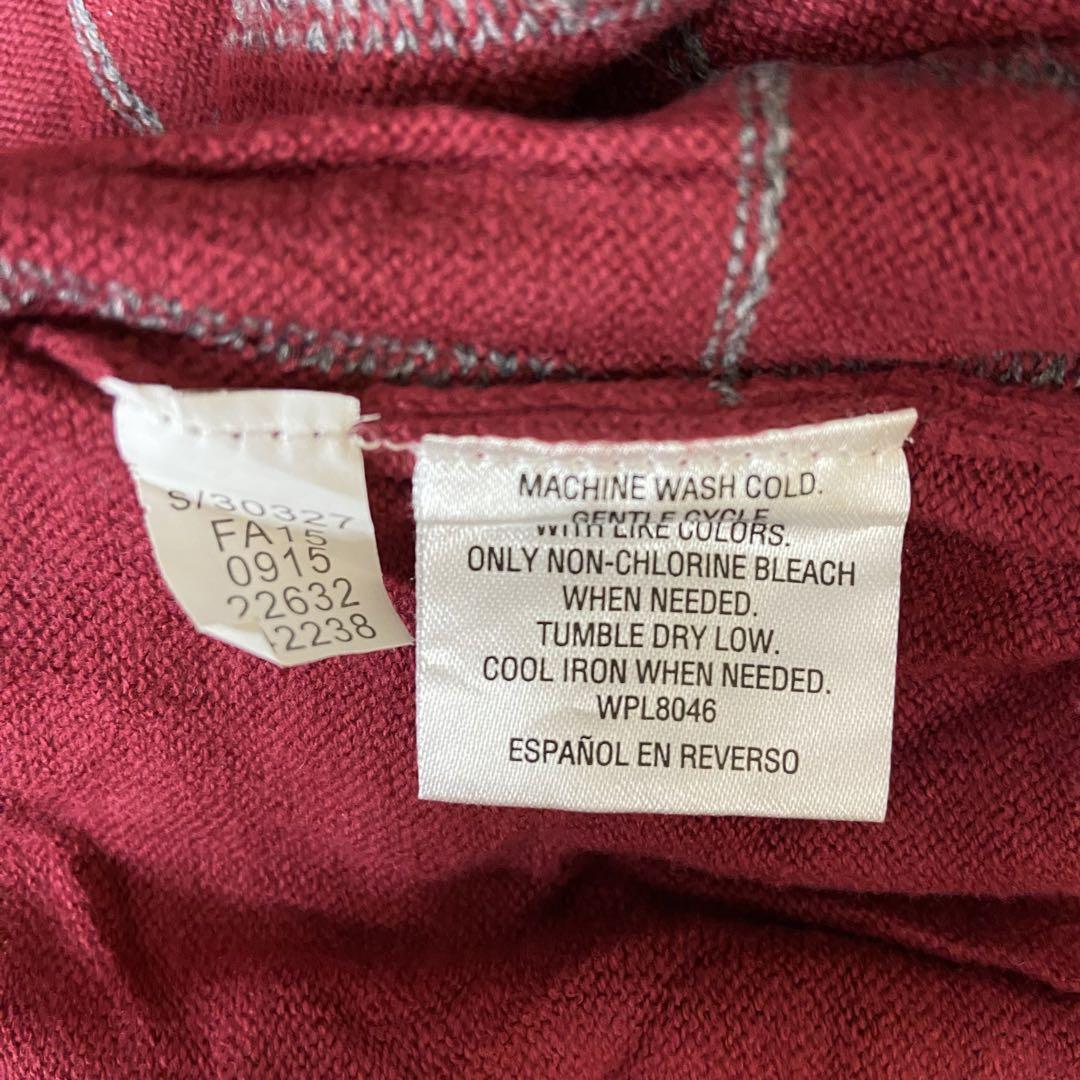 S/30327
FA15
0915
22632
2238
MACHINE WASH COLD.
GENTLE CYCLE
WITH LIKE COLORS.
ONLY NON-CHLORINE BLEACH
WHEN NEEDED.
TUMBLE DRY LOW.
COOL IRON WHEN NEEDED.
WPL8046
ESPAÑOL EN REVERSO